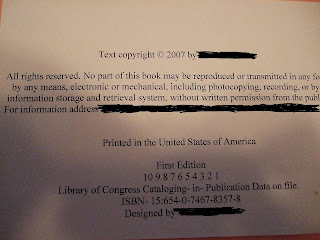 Text copyright © 2007 by
All rights reserved. No part of this book may be reproduced or transmitted in any fo
by any means, electronic or mechanical, including photocopying, recording, or by
information storage and retrieval system, without written permission from the publ
For information address
Printed in the United States of America
First Edition
10 9 8 7 6 5 4 3 2 1
Library of Congress Cataloging- in- Publication Data on file.
ISBN- 15:654-0-7467-8357-8
Designed by